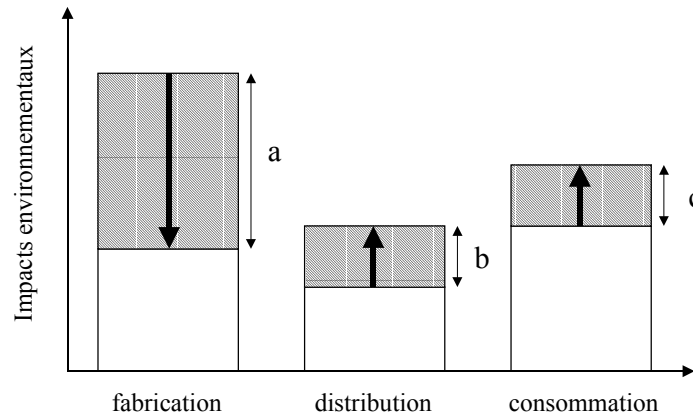 Impacts environnementaux
a
b
fabrication
distribution
consommation